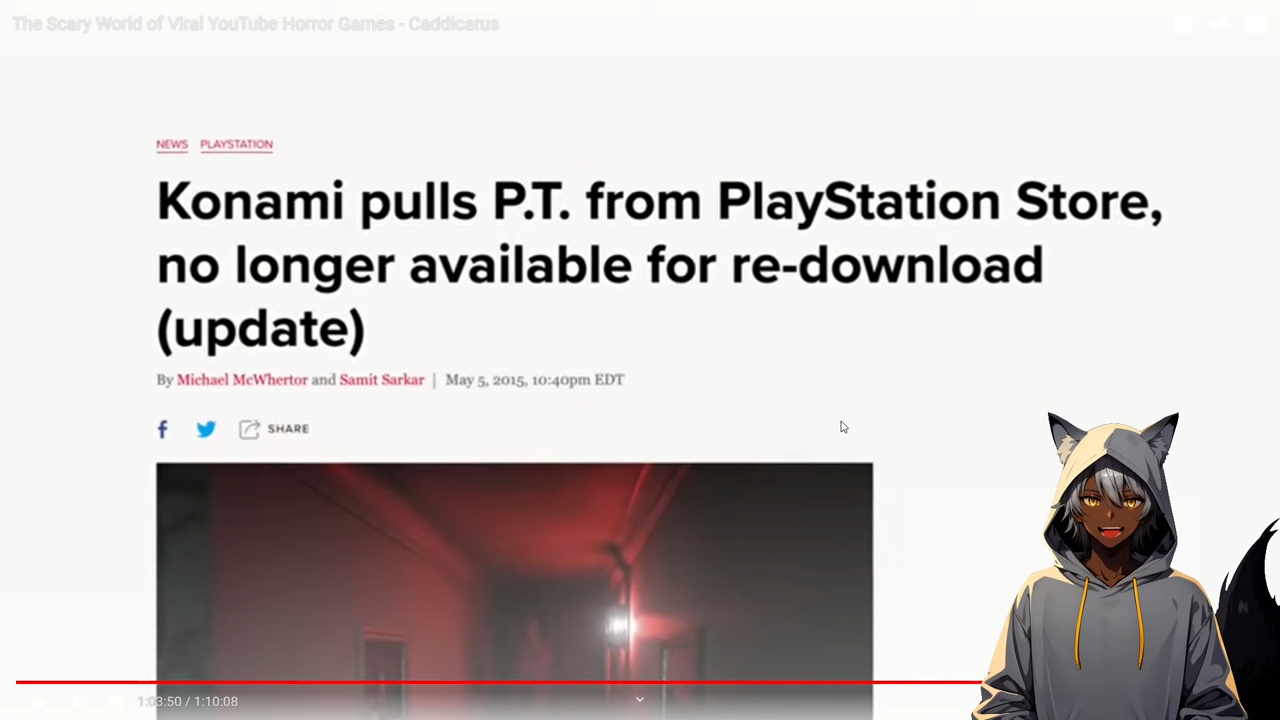 The Scary World of Viral YouTube Horror Games - Caddicarus
NEWS PLAYSTATION
Konami pulls P.T. from PlayStation Store,
no longer available for re-download
(update)
By Michael McWhertor and Samit Sarkar | May 5, 2015, 10:40pm EDT
SHARE
1:03:50 / 1:10:08